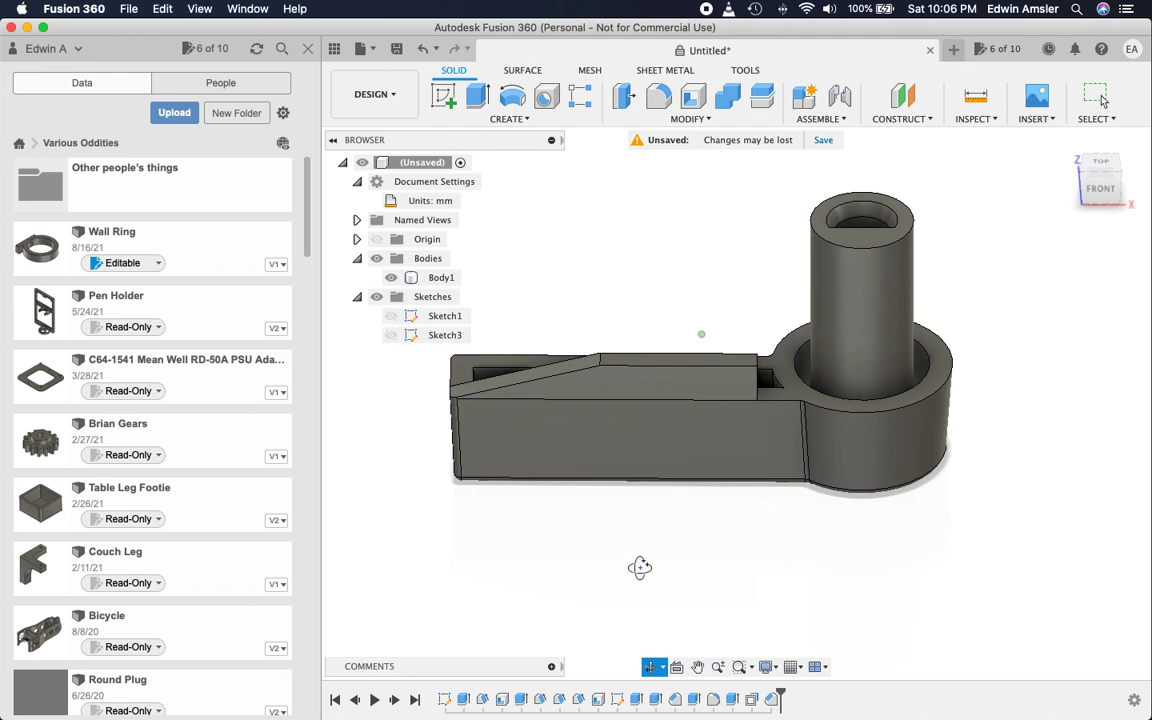 Fusion 360 File Edit View Window Help 100% Sat 10:06 PM Edwin Amsler
Autodesk Fusion 360 (Personal - Not for Commercial Use)
Edwin A 6 of 10 Untitled* 6 of 10 EA
Data People
SOLID SURFACE MESH SHEET METAL TOOLS
DESIGN
Upload New Folder
CREATE MODIFY ASSEMBLE CONSTRUCT INSPECT INSERT SELECT
Various Oddities
BROWSER
Unsaved: Changes may be lost Save
(Unsaved)
Document Settings
Units: mm
Named Views
Origin
Bodies
Body1
Sketches
Sketch1
Sketch3
TOP
FRONT
Z
X
Other people's things
Wall Ring
8/16/21
Editable V1
Pen Holder
5/24/21
Read-Only V2
C64-1541 Mean Well RD-50A PSU Ada...
3/28/21
Read-Only V1
Brian Gears
2/27/21
Read-Only V1
Table Leg Footie
2/26/21
Read-Only V2
Couch Leg
2/11/21
Read-Only V1
Bicycle
8/8/20
Read-Only V2
Round Plug
6/26/20
Read-Only V2
COMMENTS